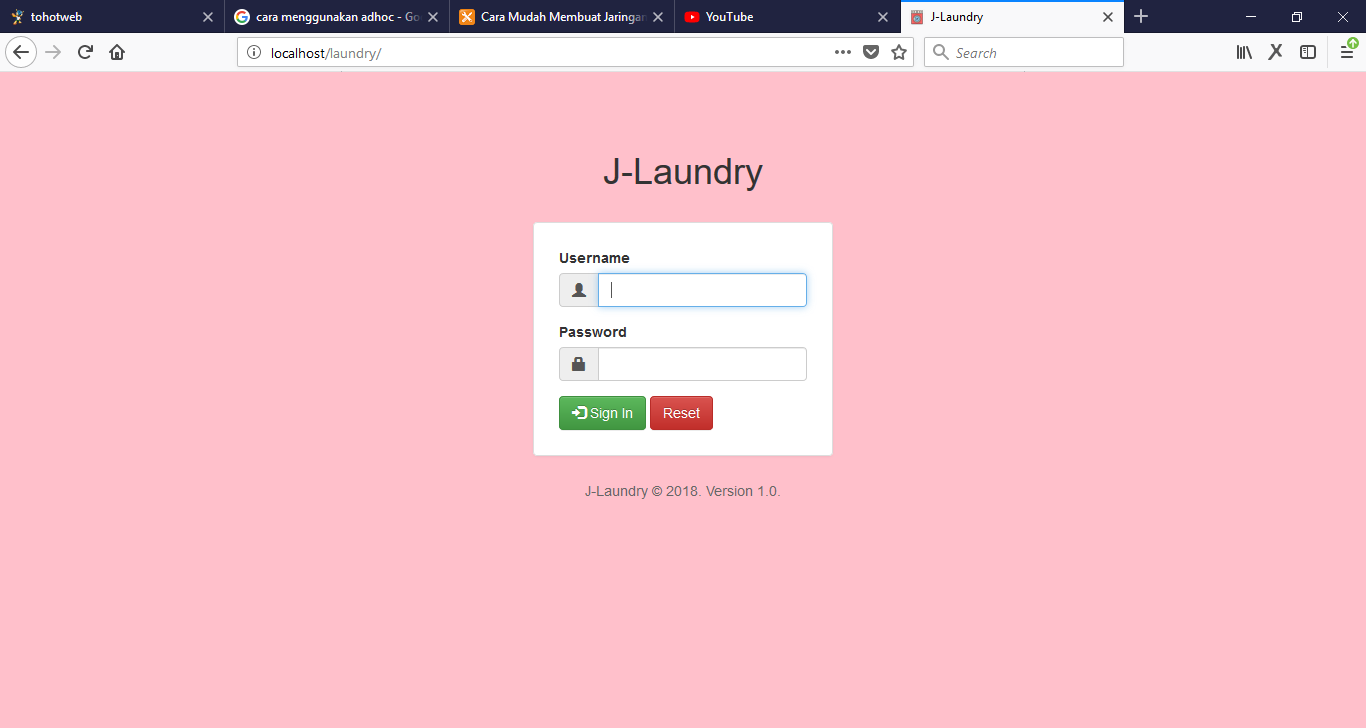 tohotweb
cara menggunakan adhoc - Go
Cara Mudah Membuat Jaringan
YouTube
J-Laundry
localhost/laundry/
Search
J-Laundry
Username
Password
Sign In
Reset
J-Laundry © 2018. Version 1.0.